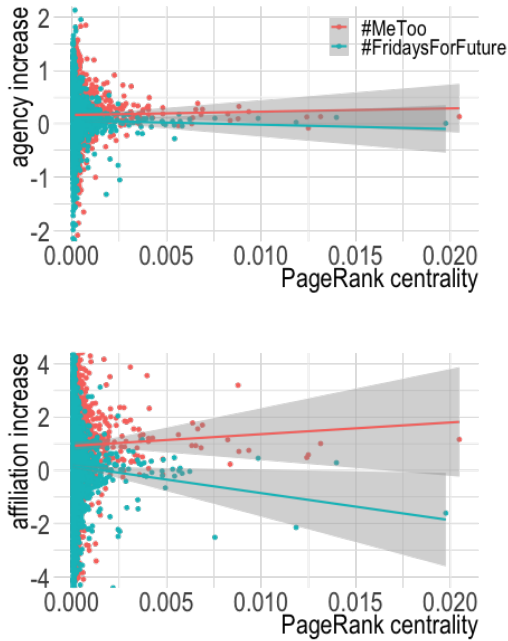 #MeToo
#FridaysForFuture
agency increase
2
1
0
-1
-2
0.000 0.005 0.010 0.015 0.020
PageRank centrality
affiliation increase
4
2
0
-2
-4
0.000 0.005 0.010 0.015 0.020
PageRank centrality